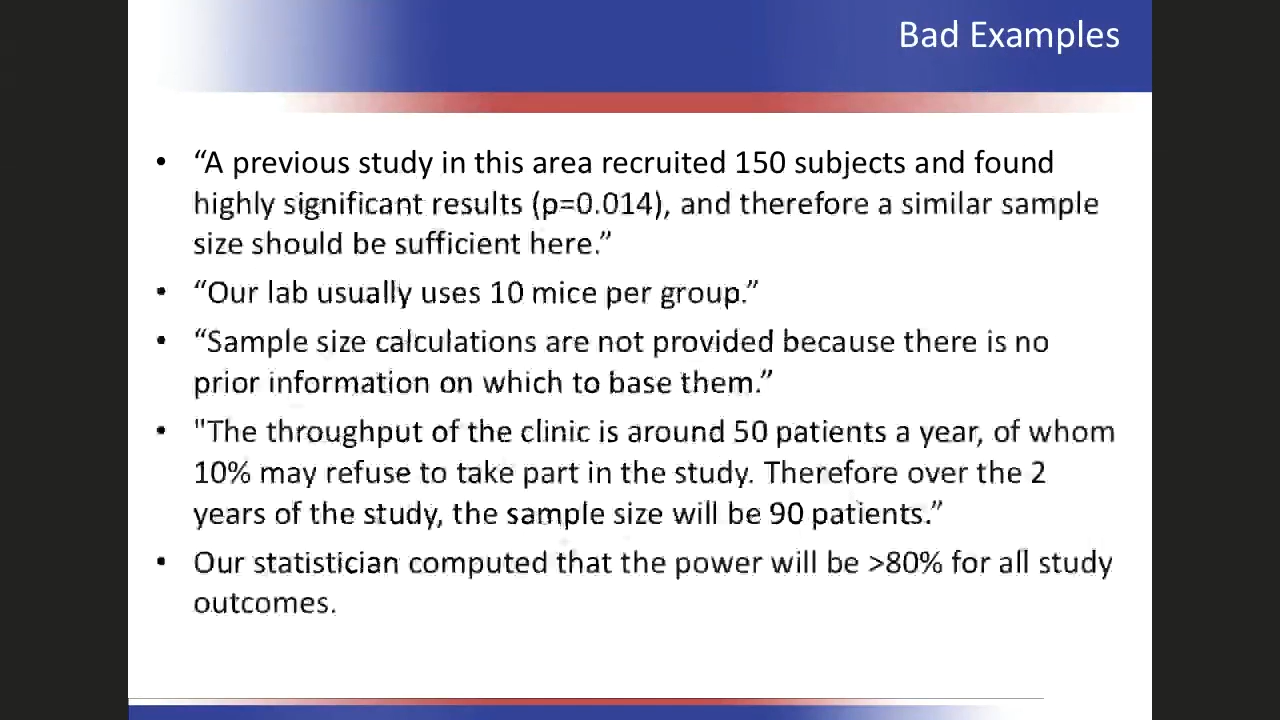 Bad Examples
• “A previous study in this area recruited 150 subjects and found
highly significant results (p=0.014), and therefore a similar sample
size should be sufficient here.”
• “Our lab usually uses 10 mice per group.”
• “Sample size calculations are not provided because there is no
prior information on which to base them.”
• "The throughput of the clinic is around 50 patients a year, of whom
10% may refuse to take part in the study. Therefore over the 2
years of the study, the sample size will be 90 patients.”
• Our statistician computed that the power will be >80% for all study
outcomes.